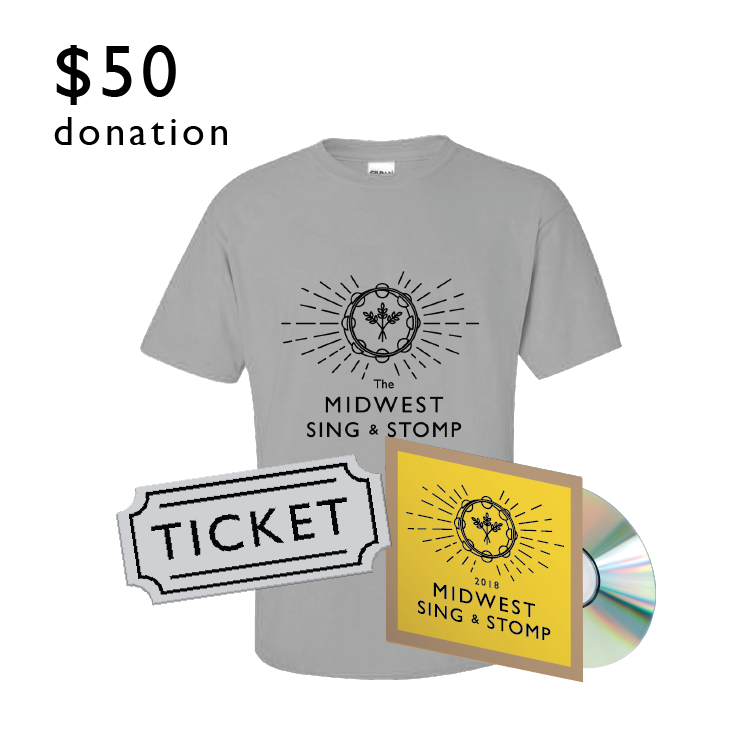 $50
donation
The
MIDWEST
SING & STOMP
TICKET
2018
MIDWEST
SING & STOMP